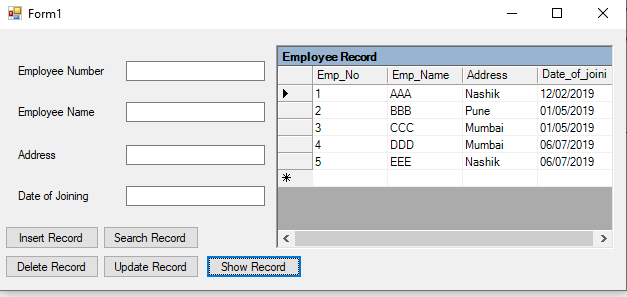 Form1
Employee Number
Employee Name
Address
Date of Joining
Insert Record Search Record
Delete Record Update Record Show Record
Employee Record
Emp_No Emp_Name Address Date_of_joini
1 AAA Nashik 12/02/2019
2 BBB Pune 01/05/2019
3 CCC Mumbai 01/05/2019
4 DDD Mumbai 06/07/2019
5 EEE Nashik 06/07/2019